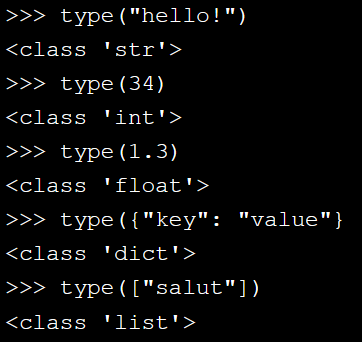 >>> type("hello!")
<class 'str'>
>>> type(34)
<class 'int'>
>>> type(1.3)
<class 'float'>
>>> type({"key": "value"}
<class 'dict'>
>>> type(["salut"])
<class 'list'>